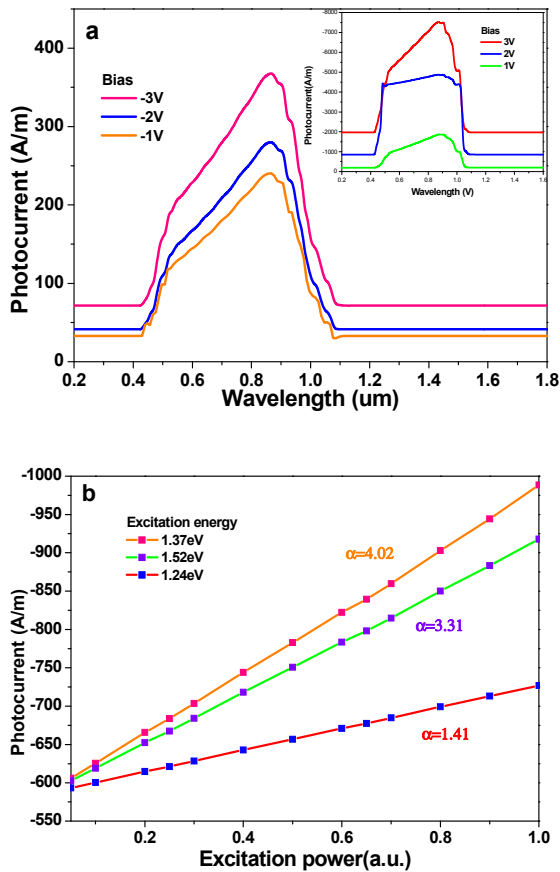 a
Bias
-3V
-2V
-1V
Photocurrent (A/m)
400
300
200
100
0
0.2 0.4 0.6 0.8 1.0 1.2 1.4 1.6 1.8
Wavelength (um)
Bias
3V
2V
1V
Photocurrent(A/m)
-8000
-7000
-6000
-5000
-4000
-3000
-2000
-1000
0
0.2 0.4 0.6 0.8 1.0 1.2 1.4 1.6
Wavelength (V)
b
Excitation energy
1.37eV
1.52eV
1.24eV
α=4.02
α=3.31
α=1.41
Photocurrent (A/m)
-1000
-950
-900
-850
-800
-750
-700
-650
-600
-550
0.2 0.4 0.6 0.8 1.0
Excitation power(a.u.)